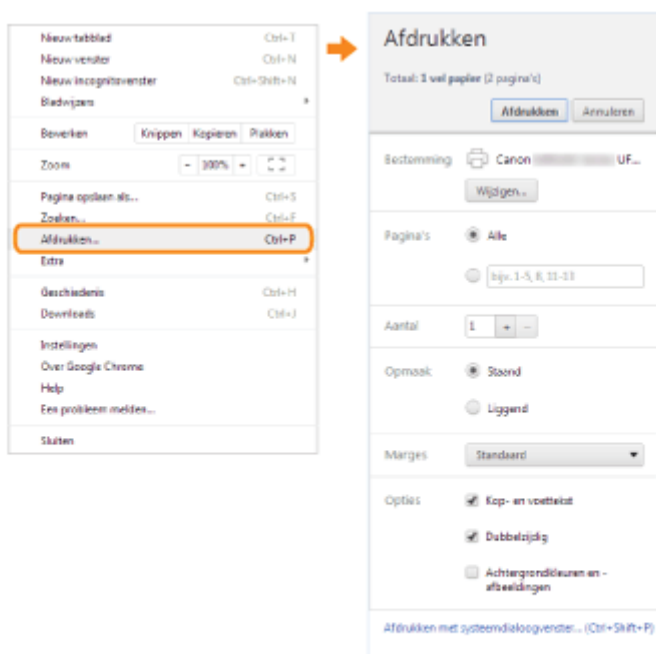 Nieuw tabblad Ctrl+T
Nieuw venster Ctrl+N
Nieuw incognitovenster Ctrl+Shift+N
Bladwijzers
Bewerken Knippen Kopiëren Plakken
Zoom - 100% +
Pagina opslaan als... Ctrl+S
Zoeken... Ctrl+F
Afdrukken... Ctrl+P
Extra
Geschiedenis Ctrl+H
Downloads Ctrl+J
Instellingen
Over Google Chrome
Help
Een probleem melden...
Sluiten
Afdrukken
Totaal: 1 vel papier (2 pagina's)
Afdrukken Annuleren
Bestemming Canon UF...
Wijzigen...
Pagina's Alle
bijv. 1-5, 8, 11-13
Aantal 1 + -
Opmaak Staand
Liggend
Marges Standaard
Opties Kop- en voettekst
Dubbelzijdig
Achtergrondkleuren en -
afbeeldingen
Afdrukken met systeemdialoogvenster... (Ctrl+Shift+P)